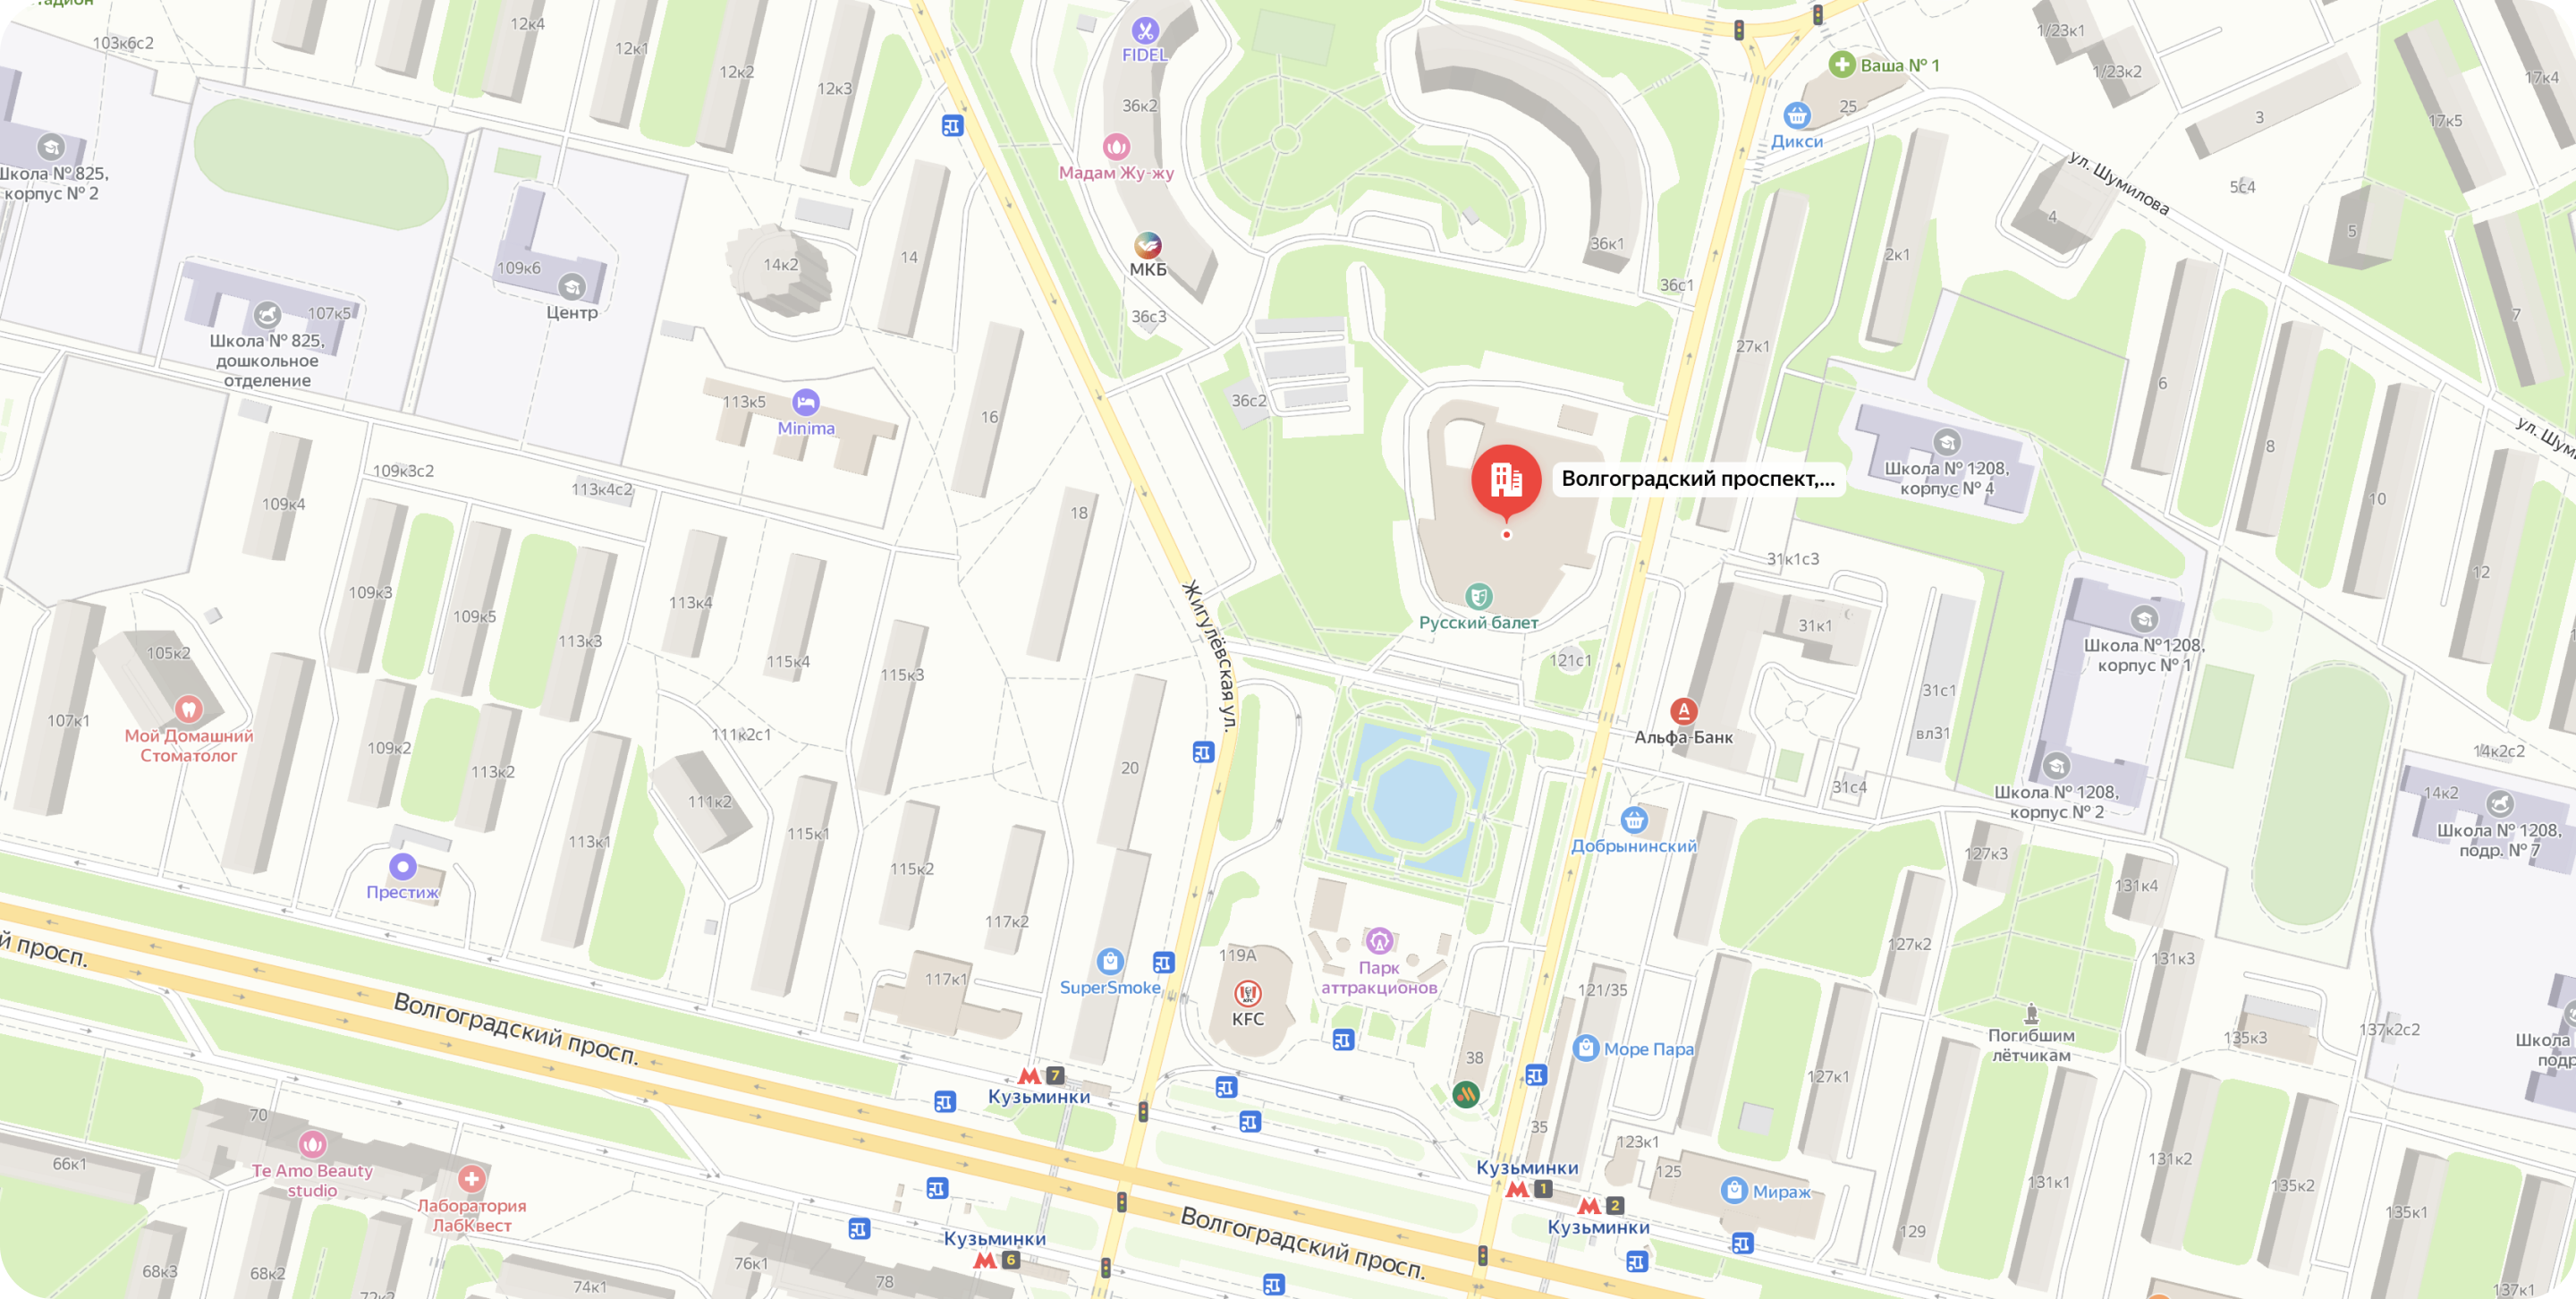 103к6с2
12к4
12к1
12к2
12к3
FIDEL
36к2
Мадам Жу-жу
МКБ
36с3
36к1
36с1
Ваша № 1
25
Дикси
1/23к1
1/23к2
3
17к4
17к5
ул. Шумилова
5с4
4
5
7
2к1
27к1
6
8
10
12
Школа № 825,
корпус № 2
109к6
Центр
107к5
Школа № 825,
дошкольное
отделение
14к2
14
16
18
113к5
Minima
36с2
Волгоградский проспект,...
Школа № 1208,
корпус № 4
109к4
109к3с2
113к4с2
109к3
109к5
113к3
113к4
115к4
115к3
Жигулёвская ул.
Русский балет
121с1
31к1с3
31к1
31с1
вл31
31с4
Альфа-Банк
Школа №1208,
корпус № 1
Школа № 1208,
корпус № 2
14к2с2
14к2
Школа № 1208,
подр. № 7
105к2
107к1
Мой Домашний
Стоматолог
109к2
113к2
111к2с1
111к2
113к1
115к1
115к2
117к2
117к1
20
Престиж
SuperSmoke
119А
KFC
Парк
аттракционов
Добрынинский
127к3
131к4
127к2
131к3
121/35
Море Пара
38
35
127к1
Погибшим
лётчикам
135к3
137к2с2
Школа
подр
й просп.
Волгоградский просп.
7
Кузьминки
70
66к1
Te Amo Beauty
studio
Лаборатория
ЛабКвест
68к3
68к2
72к2
74к1
76к1
78
Кузьминки
6
Кузьминки
1
2
Кузьминки
Волгоградский просп.
123к1
125
Мираж
129
131к1
131к2
135к2
135к1
137к1